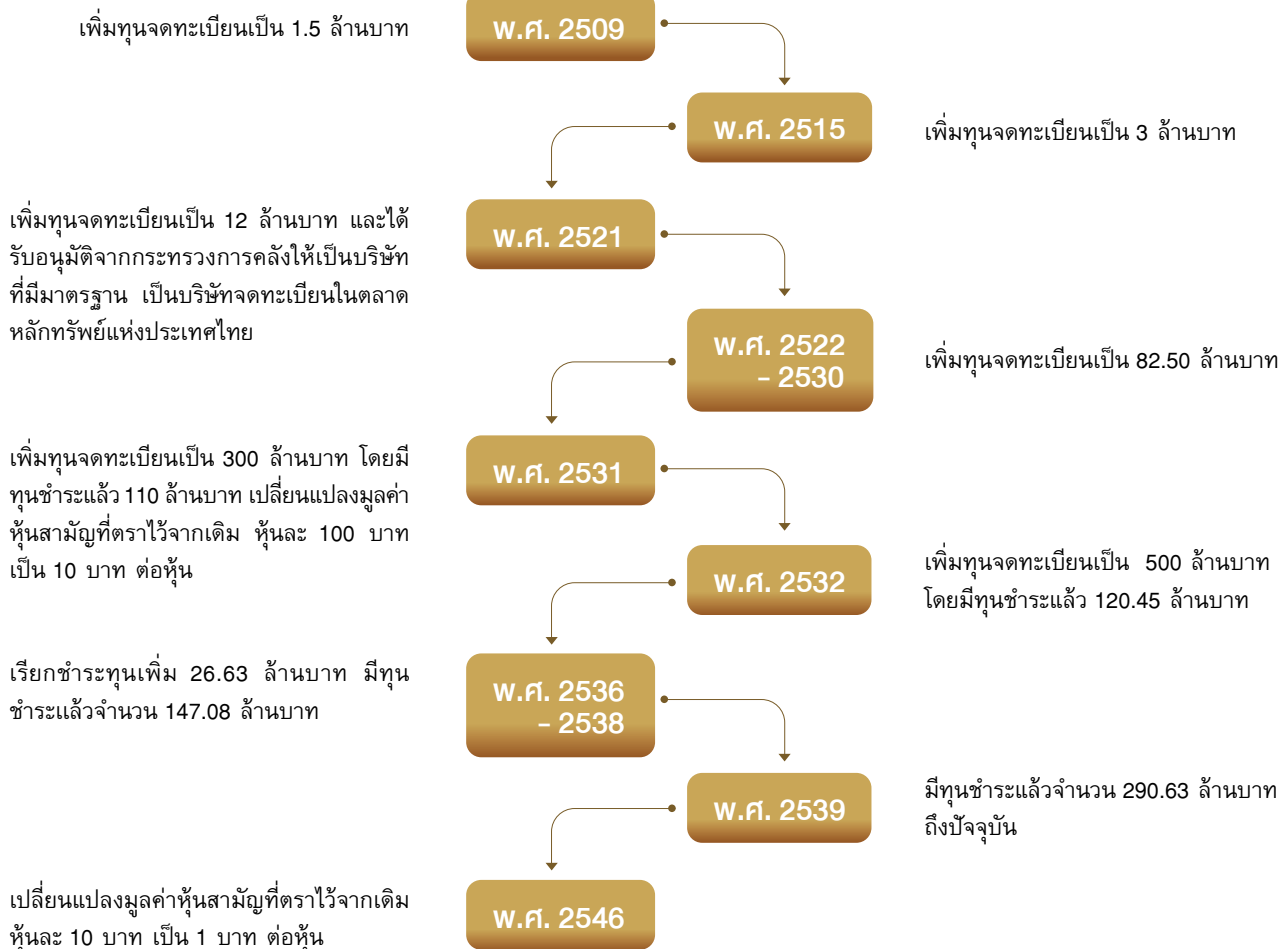 เพิ่มทุนจดทะเบียนเป็น 1.5 ล้านบาท
พ.ศ. 2509
พ.ศ. 2515
เพิ่มทุนจดทะเบียนเป็น 3 ล้านบาท
เพิ่มทุนจดทะเบียนเป็น 12 ล้านบาท และได้
รับอนุมัติจากกระทรวงการคลังให้เป็นบริษัท
ที่มีมาตรฐาน เป็นบริษัทจดทะเบียนในตลาด
หลักทรัพย์แห่งประเทศไทย
พ.ศ. 2521
พ.ศ. 2522
- 2530
เพิ่มทุนจดทะเบียนเป็น 82.50 ล้านบาท
เพิ่มทุนจดทะเบียนเป็น 300 ล้านบาท โดยมี
ทุนชำระแล้ว 110 ล้านบาท เปลี่ยนแปลงมูลค่า
หุ้นสามัญที่ตราไว้จากเดิม หุ้นละ 100 บาท
เป็น 10 บาท ต่อหุ้น
พ.ศ. 2531
พ.ศ. 2532
เพิ่มทุนจดทะเบียนเป็น 500 ล้านบาท
โดยมีทุนชำระแล้ว 120.45 ล้านบาท
เรียกชำระทุนเพิ่ม 26.63 ล้านบาท มีทุน
ชำระแล้วจำนวน 147.08 ล้านบาท
พ.ศ. 2536
- 2538
พ.ศ. 2539
มีทุนชำระแล้วจำนวน 290.63 ล้านบาท
ถึงปัจจุบัน
เปลี่ยนแปลงมูลค่าหุ้นสามัญที่ตราไว้จากเดิม
หุ้นละ 10 บาท เป็น 1 บาท ต่อหุ้น
พ.ศ. 2546